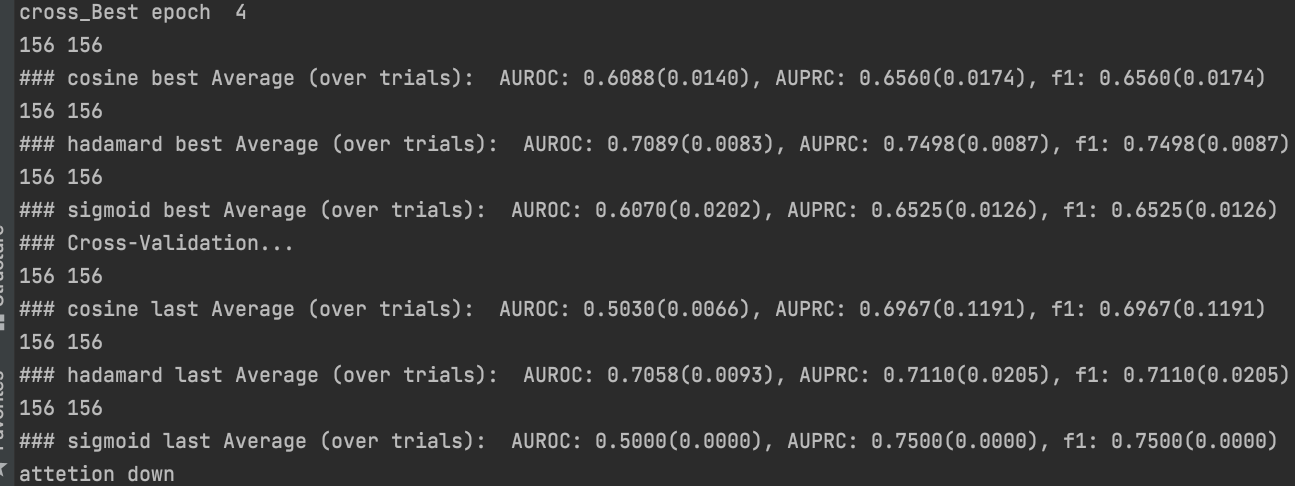 cross_Best epoch  4
156 156
### cosine best Average (over trials):  AUROC: 0.6088(0.0140), AUPRC: 0.6560(0.0174), f1: 0.6560(0.0174)
156 156
### hadamard best Average (over trials):  AUROC: 0.7089(0.0083), AUPRC: 0.7498(0.0087), f1: 0.7498(0.0087)
156 156
### sigmoid best Average (over trials):  AUROC: 0.6070(0.0202), AUPRC: 0.6525(0.0126), f1: 0.6525(0.0126)
### Cross-Validation...
156 156
### cosine last Average (over trials):  AUROC: 0.5030(0.0066), AUPRC: 0.6967(0.1191), f1: 0.6967(0.1191)
156 156
### hadamard last Average (over trials):  AUROC: 0.7058(0.0093), AUPRC: 0.7110(0.0205), f1: 0.7110(0.0205)
156 156
### sigmoid last Average (over trials):  AUROC: 0.5000(0.0000), AUPRC: 0.7500(0.0000), f1: 0.7500(0.0000)
attetion down